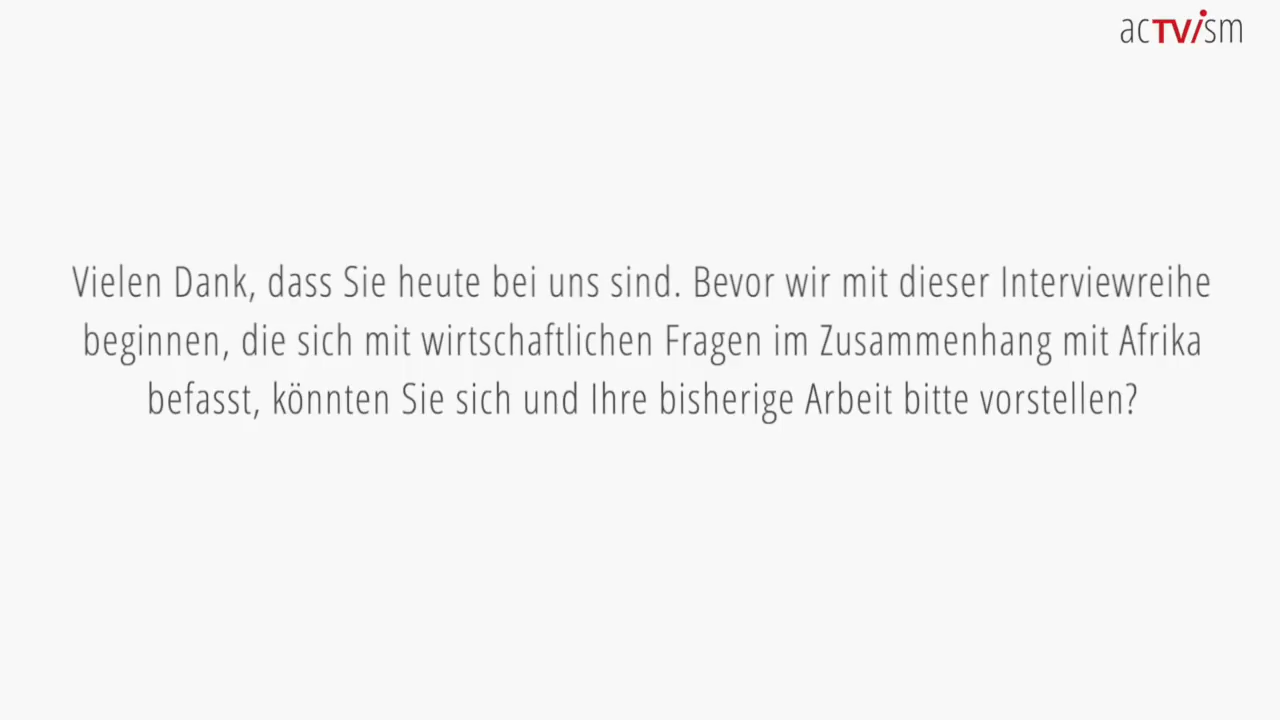 acTVism
Vielen Dank, dass Sie heute bei uns sind. Bevor wir mit dieser Interviewreihe
beginnen, die sich mit wirtschaftlichen Fragen im Zusammenhang mit Afrika
befasst, könnten Sie sich und Ihre bisherige Arbeit bitte vorstellen?